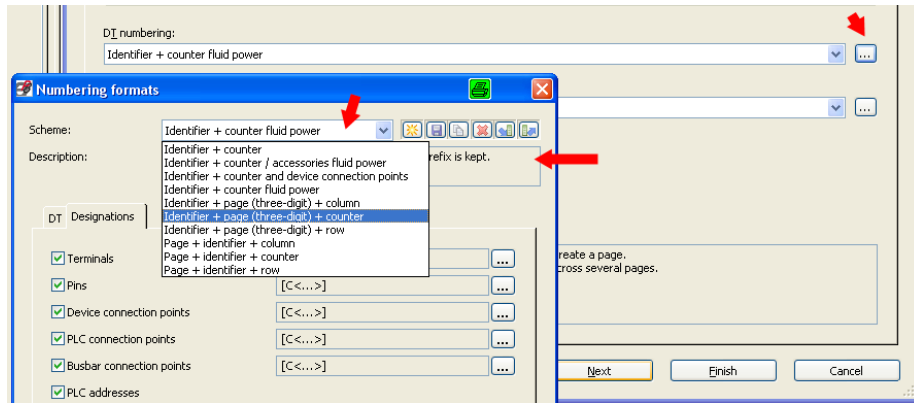 DT numbering:
Identifier + counter fluid power
...
...
Numbering formats
Scheme:
Identifier + counter fluid power
Description:
refix is kept.
Identifier + counter
Identifier + counter / accessories fluid power
Identifier + counter and device connection points
Identifier + counter fluid power
Identifier + page (three-digit) + column
Identifier + page (three-digit) + counter
Identifier + page (three-digit) + row
Page + identifier + column
Page + identifier + counter
Page + identifier + row
DT
Designations
Terminals
...
Pins
[C<...>]
...
Device connection points
[C<...>]
...
PLC connection points
[C<...>]
...
Busbar connection points
[C<...>]
...
PLC addresses
reate a page.
cross several pages.
Next
Finish
Cancel